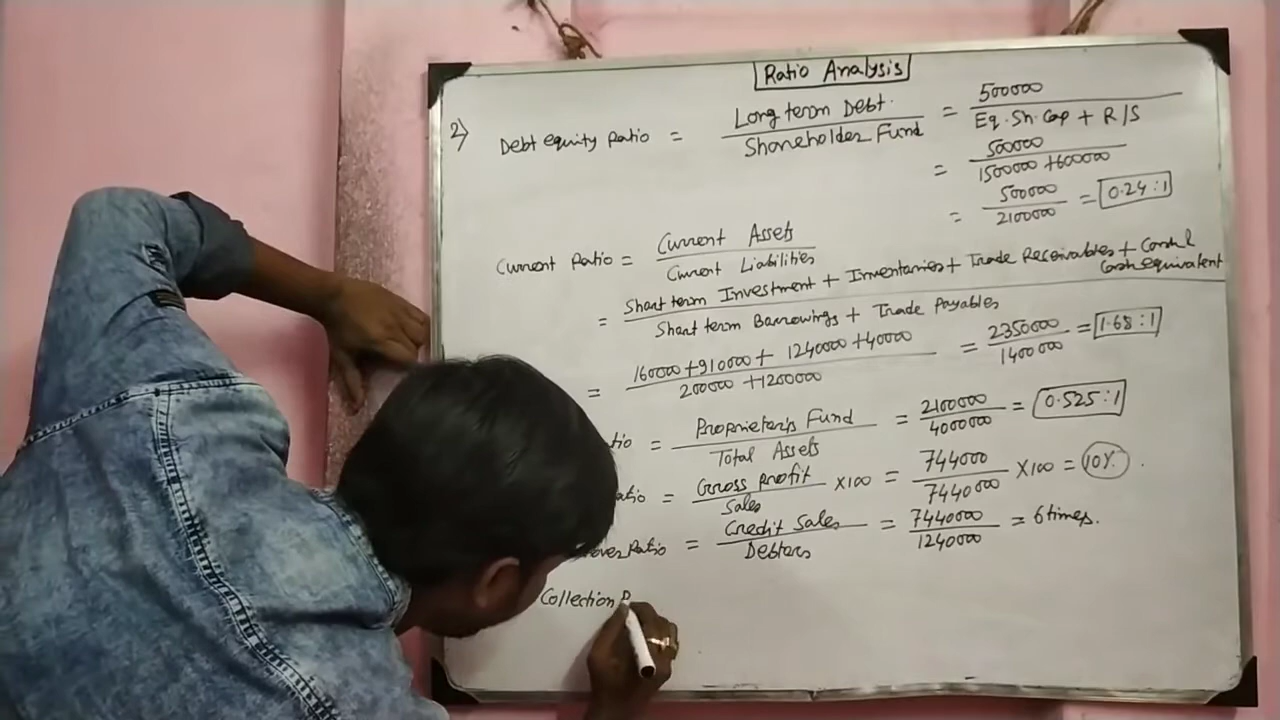 Ratio Analysis
2) Debt equity Ratio = Long term Debt. / Shareholder Fund = 500000 / Eq. Sh. Cap + R/S
= 500000 / 1500000 + 600000
= 500000 / 2100000 = 0.24 : 1
Current Ratio = Current Assets / Current Liabilities
= Short term Investment + Inventories + Trade Receivables + Cash & Cash equivalent / Short term Borrowings + Trade Payables
= 160000 + 910000 + 1240000 + 40000 / 200000 + 1200000 = 2350000 / 1400000 = 1.68 : 1
tio = Proprietor's Fund / Total Assets = 2100000 / 4000000 = 0.525 : 1
atio = Gross Profit / Sales X100 = 744000 / 7440000 X100 = 10%.
over Ratio = Credit Sales / Debtors = 7440000 / 1240000 = 6 times.
Collection P